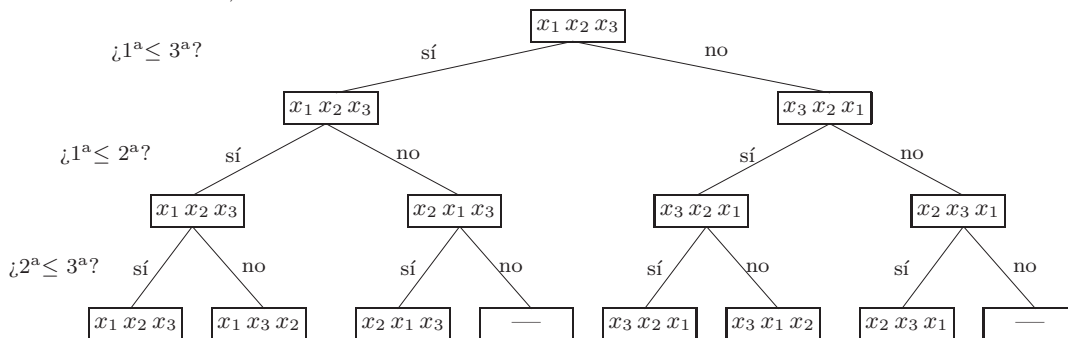 x₁ x₂ x₃
¿1ª≤ 3ª?
sí
no
x₁ x₂ x₃
x₃ x₂ x₁
¿1ª≤ 2ª?
sí
no
sí
no
x₁ x₂ x₃
x₂ x₁ x₃
x₃ x₂ x₁
x₂ x₃ x₁
¿2ª≤ 3ª?
sí
no
sí
no
sí
no
sí
no
x₁ x₂ x₃
x₁ x₃ x₂
x₂ x₁ x₃
—
x₃ x₂ x₁
x₃ x₁ x₂
x₂ x₃ x₁
—